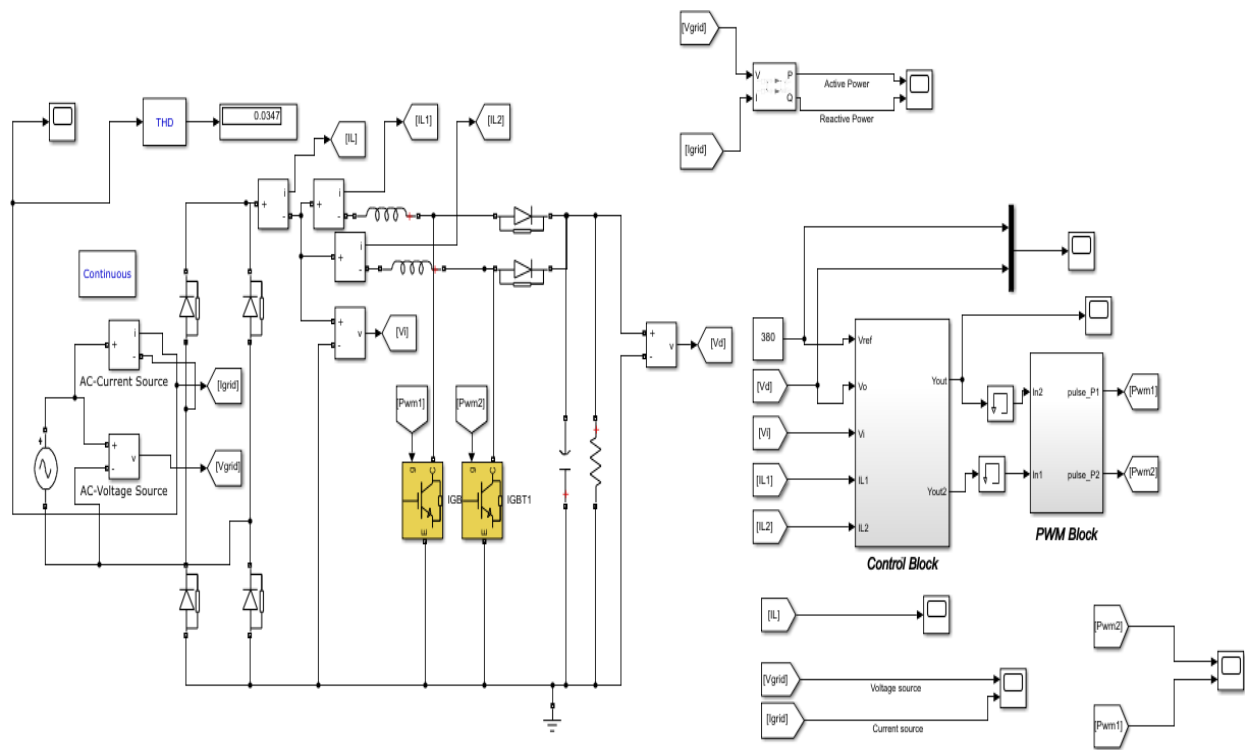 [Vgrid]
V
P
Active Power
I
Q
Reactive Power
[Igrid]
THD
0.0347
[IL]
[IL1]
[IL2]
i
+
-
i
+
-
i
+
-
Continuous
i
+
-
AC-Current Source
[Igrid]
+
v
-
AC-Voltage Source
[Vgrid]
+
+
v
-
[Vi]
+
v
-
[Vd]
[Pwm1]
[Pwm2]
g
C
E
IGB
g
C
E
IGBT1
+
+
+
+
380
[Vd]
[Vi]
[IL1]
[IL2]
Vref
Vo
Vi
IL1
IL2
Yout
Yout2
Control Block
In2
In1
pulse_P1
pulse_P2
PWM Block
[Pwm1]
[Pwm2]
[IL]
[Vgrid]
Voltage source
[Igrid]
Current source
[Pwm2]
[Pwm1]